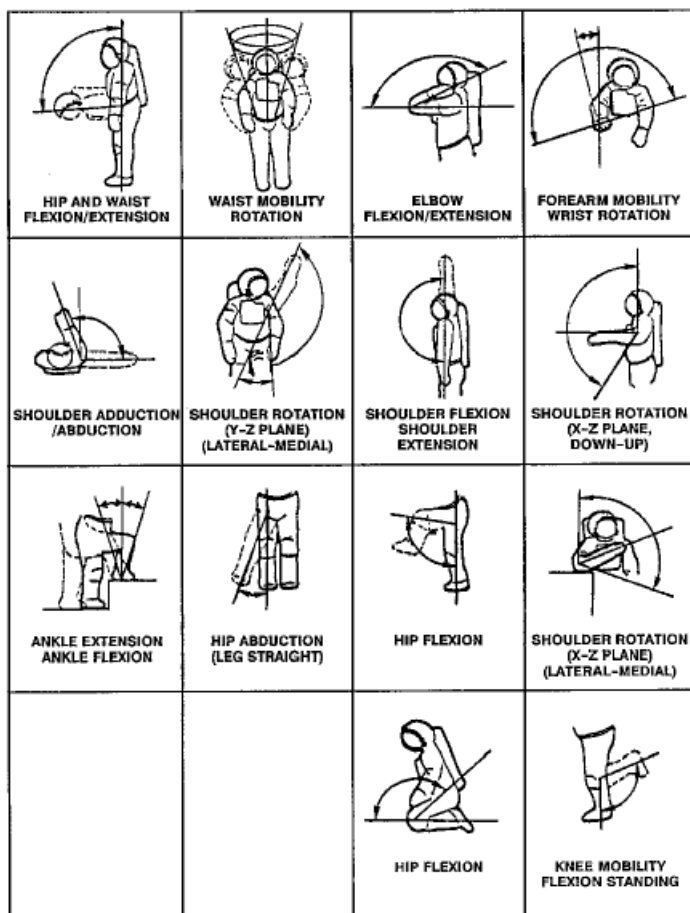 HIP AND WAIST
FLEXION/EXTENSION
WAIST MOBILITY
ROTATION
ELBOW
FLEXION/EXTENSION
FOREARM MOBILITY
WRIST ROTATION
SHOULDER ADDUCTION
/ABDUCTION
SHOULDER ROTATION
(Y-Z PLANE)
(LATERAL-MEDIAL)
SHOULDER FLEXION
SHOULDER
EXTENSION
SHOULDER ROTATION
(X-Z PLANE,
DOWN-UP)
ANKLE EXTENSION
ANKLE FLEXION
HIP ABDUCTION
(LEG STRAIGHT)
HIP FLEXION
SHOULDER ROTATION
(X-Z PLANE)
(LATERAL-MEDIAL)
HIP FLEXION
KNEE MOBILITY
FLEXION STANDING